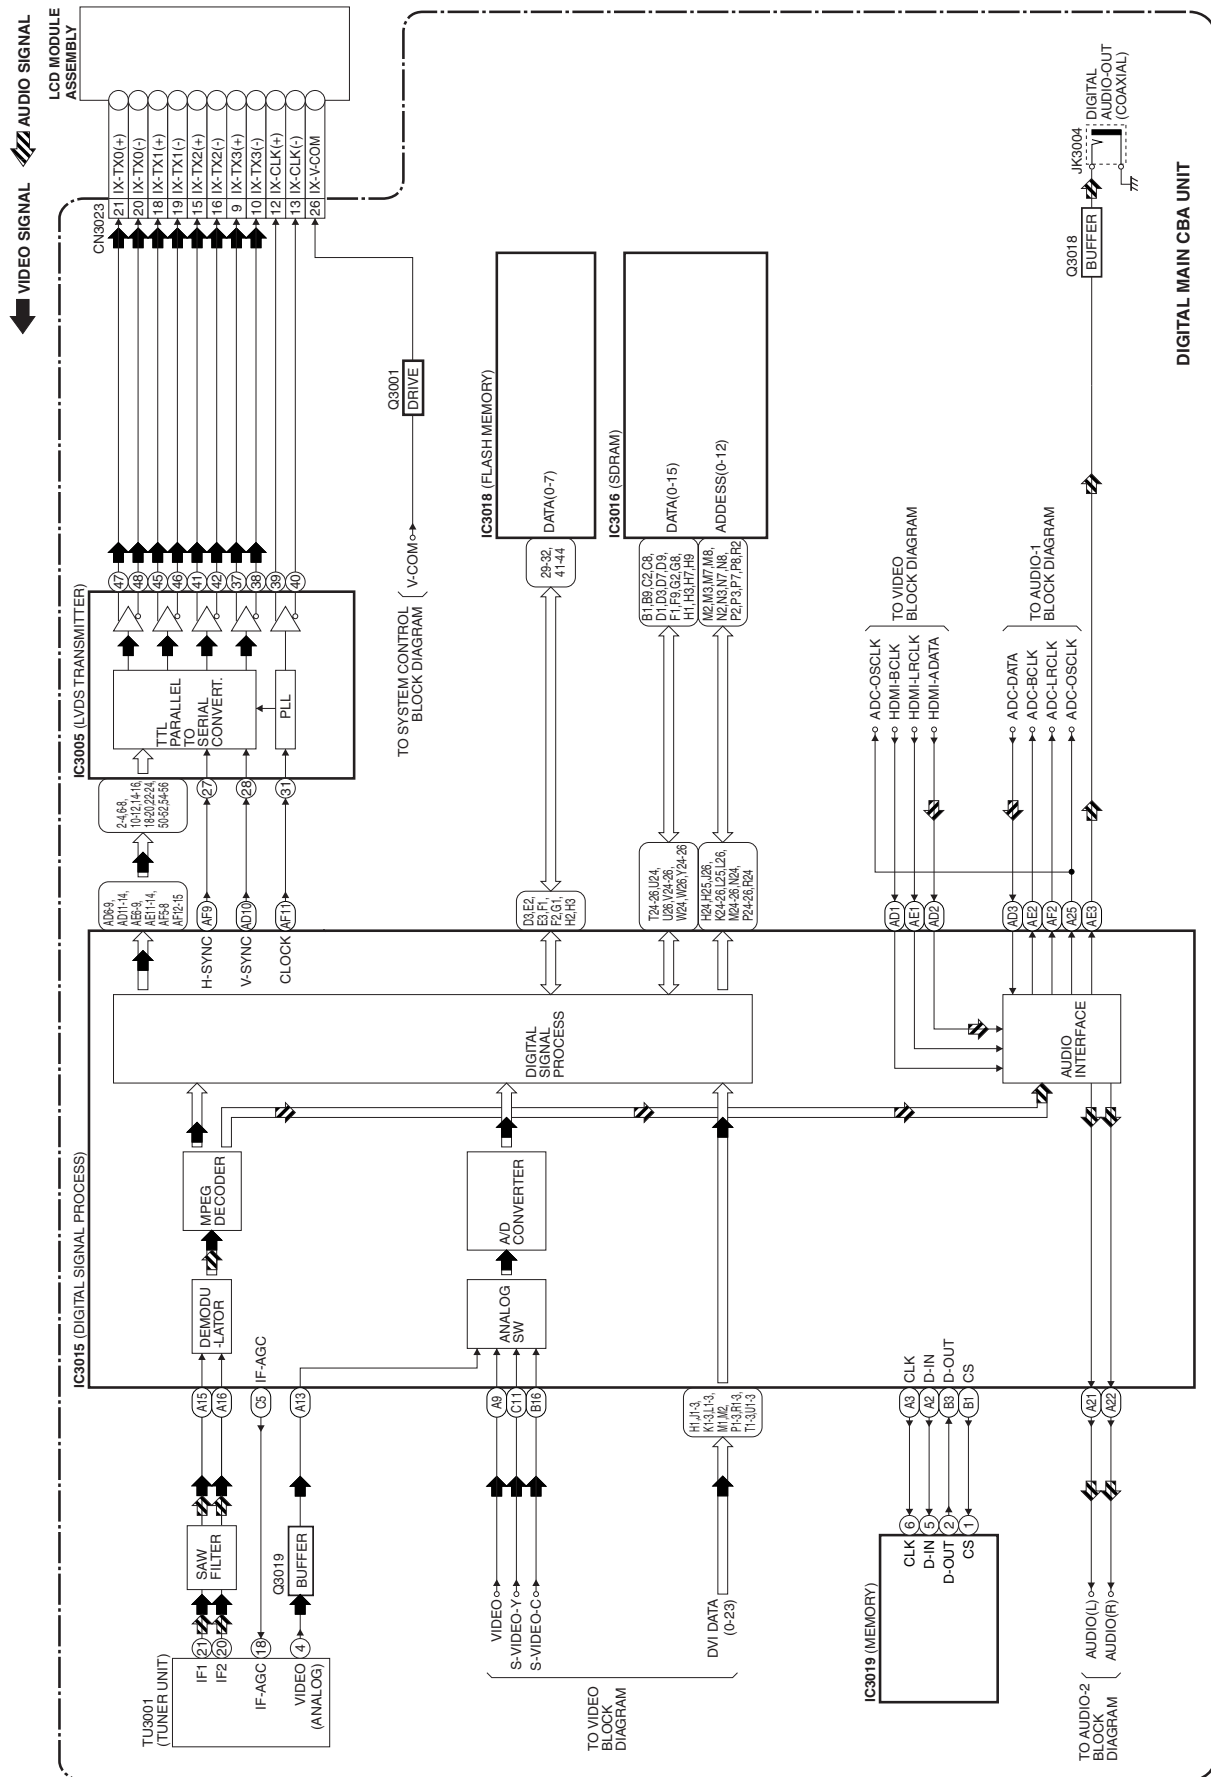 VIDEO SIGNAL
AUDIO SIGNAL
LCD MODULE
ASSEMBLY
CN3023
21 IX-TX0(+)
20 IX-TX0(-)
18 IX-TX1(+)
19 IX-TX1(-)
15 IX-TX2(+)
16 IX-TX2(-)
9 IX-TX3(+)
10 IX-TX3(-)
12 IX-CLK(+)
13 IX-CLK(-)
26 IX-V-COM
IC3005 (LVDS TRANSMITTER)
TTL
PARALLEL
TO
SERIAL
CONVERT.
PLL
47
48
45
46
41
42
37
38
39
40
2-4,6-8,
10-12,14-16,
18-20,22-24,
50-52,54-56
27
28
31
Q3001
DRIVE
V-COM
TO SYSTEM CONTROL
BLOCK DIAGRAM
IC3018 (FLASH MEMORY)
DATA(0-7)
29-32,
41-44
IC3016 (SDRAM)
DATA(0-15)
ADDESS(0-12)
B1,B9,C2,C8,
D1,D3,D7,D9,
F1,F9,G2,G8,
H1,H3,H7,H9
M2,M3,M7,M8,
N2,N3,N7,N8,
P2,P3,P7,P8,R2
JK3004
DIGITAL
AUDIO-OUT
(COAXIAL)
Q3018
BUFFER
DIGITAL MAIN CBA UNIT
TO VIDEO
BLOCK DIAGRAM
ADC-OSCLK
HDMI-BCLK
HDMI-LRCLK
HDMI-ADATA
TO AUDIO-1
BLOCK DIAGRAM
ADC-DATA
ADC-BCLK
ADC-LRCLK
ADC-OSCLK
IC3015 (DIGITAL SIGNAL PROCESS)
AD6-9,
AD11-14,
AE6-9,
AE11-14,
AF5-8
AF12-15
AF9
H-SYNC
AD10
V-SYNC
AF11
CLOCK
D3,E2,
E3,F1,
F2,G1,
H2,H3
T24-26,U24,
U26,V24-26,
W24,W26,Y24-26
H24,H25,J26,
K24-26,L25,L26,
M24-26,N24,
P24-26,R24
AD1
AE1
AD2
AD3
AE2
AF2
A25
AE3
DIGITAL
SIGNAL
PROCESS
AUDIO
INTERFACE
MPEG
DECODER
DEMODU
-LATOR
A/D
CONVERTER
ANALOG
SW
A15
A16
C5
IF-AGC
A13
A9
C11
B16
H1,J1-3,
K1-3,L1-3,
M1,M2,
P1-3,R1-3,
T1-3,U1-3
A3 CLK
A2 D-IN
B3 D-OUT
B1 CS
A21
A22
SAW
FILTER
Q3019
BUFFER
TU3001
(TUNER UNIT)
IF1 21
IF2 20
IF-AGC 18
VIDEO 4
(ANALOG)
VIDEO
S-VIDEO-Y
S-VIDEO-C
DVI DATA
(0-23)
TO VIDEO
BLOCK
DIAGRAM
IC3019 (MEMORY)
CLK 6
D-IN 5
D-OUT 2
CS 1
AUDIO(L)
AUDIO(R)
TO AUDIO-2
BLOCK
DIAGRAM